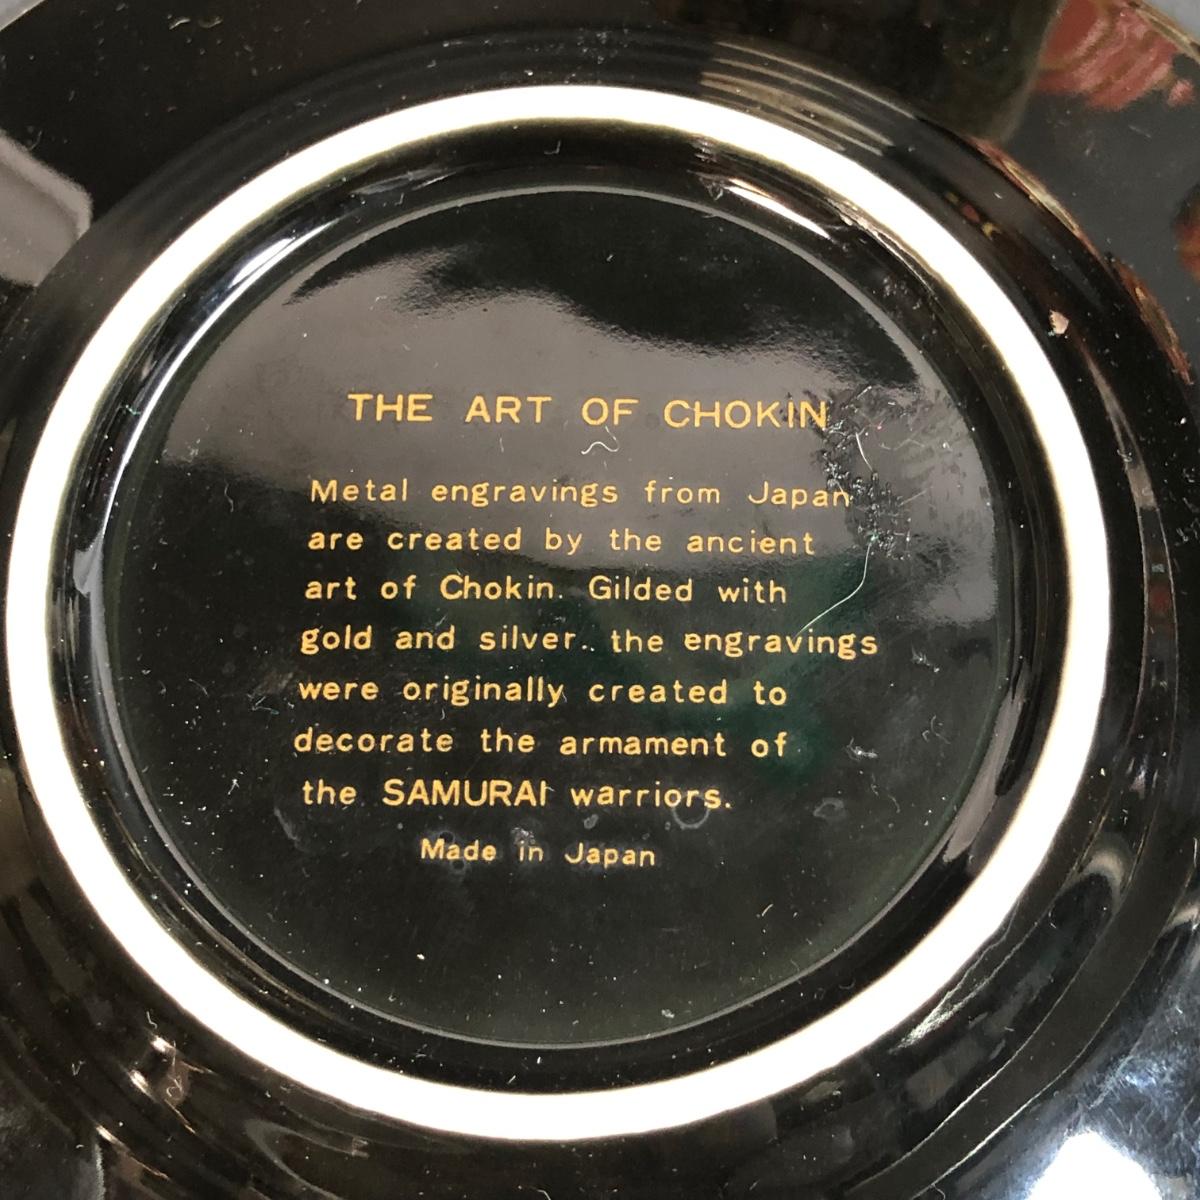 THE ART OF CHOKIN
Metal engravings from Japan
are created by the ancient
art of Chokin. Gilded with
gold and silver.. the engravings
were originally created to
decorate the armament of
the SAMURAI warriors.
Made in Japan